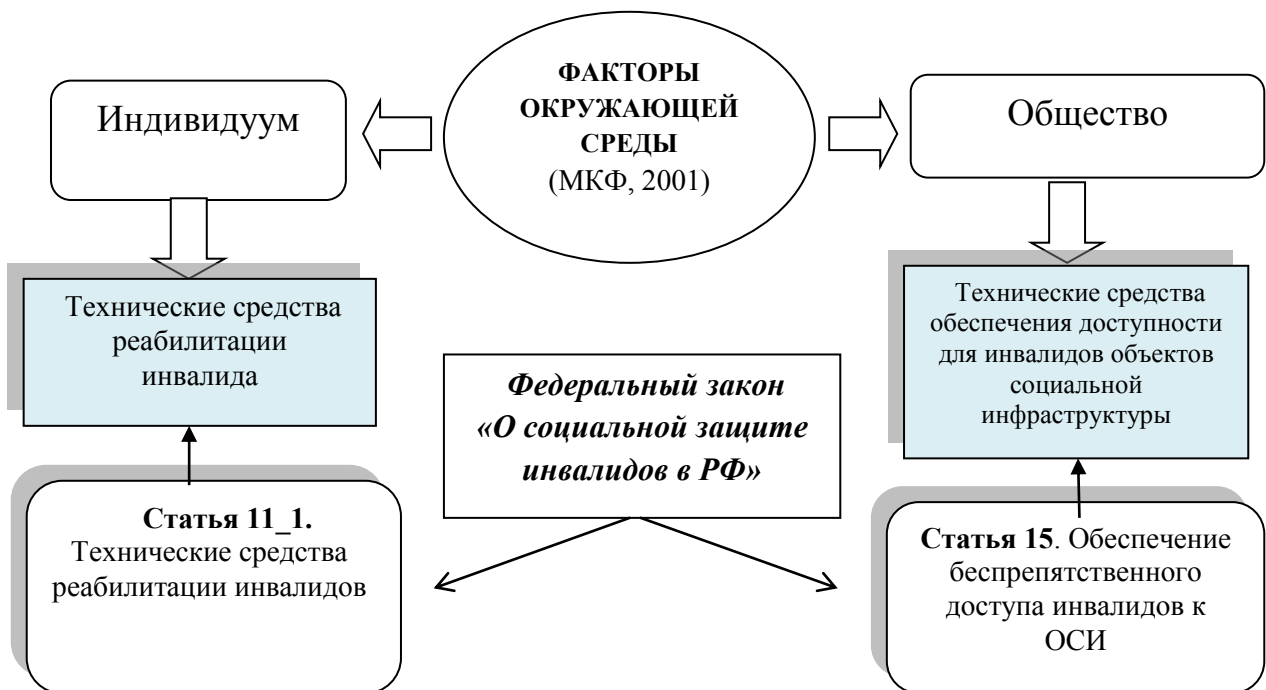 ФАКТОРЫ
ОКРУЖАЮЩЕЙ
СРЕДЫ
(МКФ, 2001)
Индивидуум
Общество
Технические средства
реабилитации
инвалида
Технические средства
обеспечения доступности
для инвалидов объектов
социальной
инфраструктуры
Федеральный закон
«О социальной защите
инвалидов в РФ»
Статья 11_1.
Технические средства
реабилитации инвалидов
Статья 15. Обеспечение
беспрепятственного
доступа инвалидов к
ОСИ